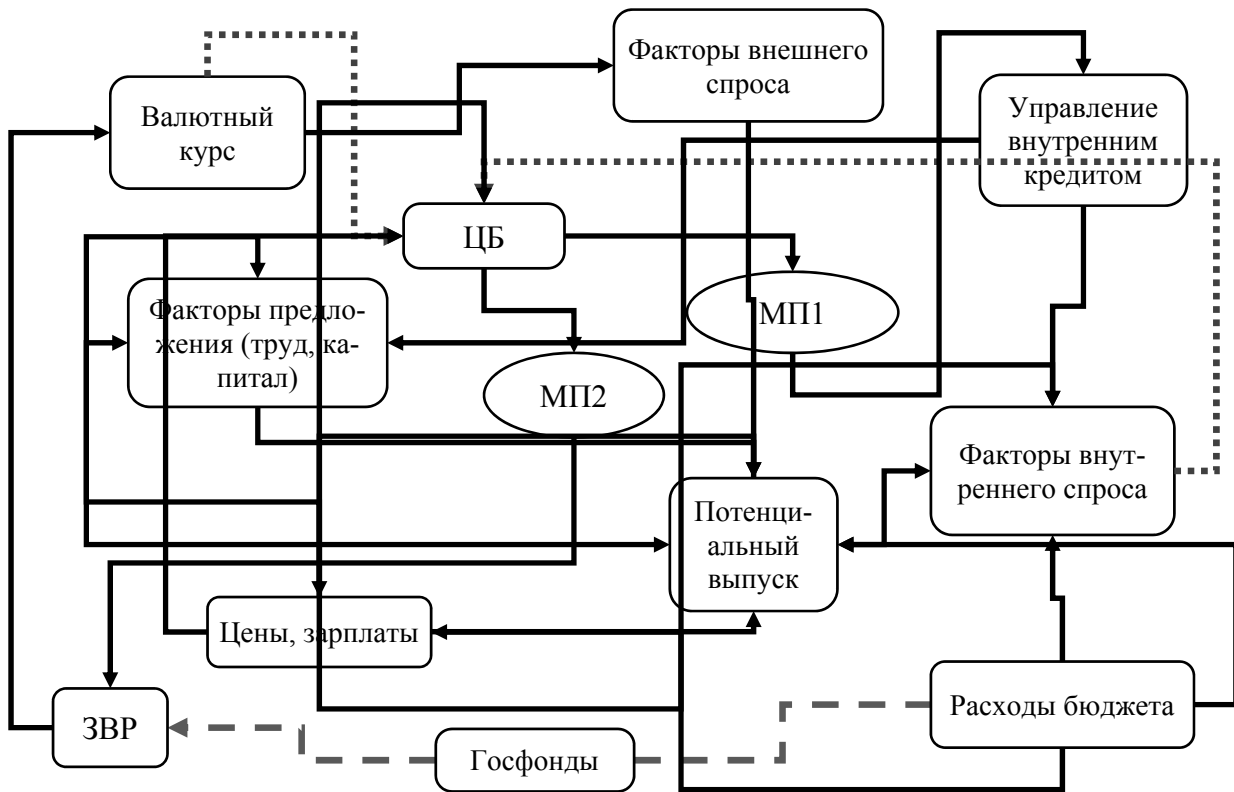 Факторы внешнего
спроса
Валютный
курс
Управление
внутренним
кредитом
ЦБ
Факторы предло-
жения (труд, ка-
питал)
МП1
МП2
Факторы внут-
реннего спроса
Потенци-
альный
выпуск
Цены, зарплаты
ЗВР
Расходы бюджета
Госфонды